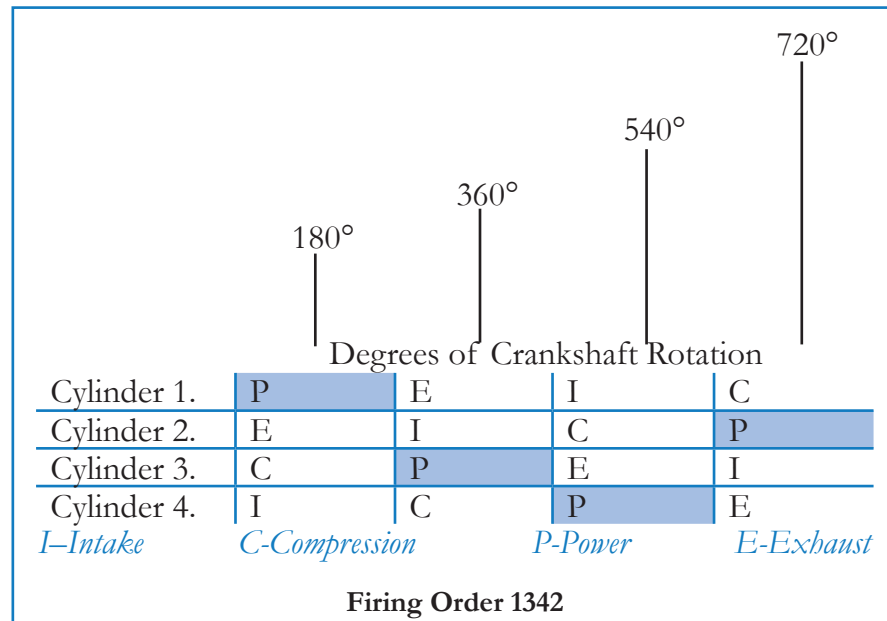 720°
540°
360°
180°
Degrees of Crankshaft Rotation
Cylinder 1. P E I C
Cylinder 2. E I C P
Cylinder 3. C P E I
Cylinder 4. I C P E
I–Intake C-Compression P-Power E-Exhaust
Firing Order 1342